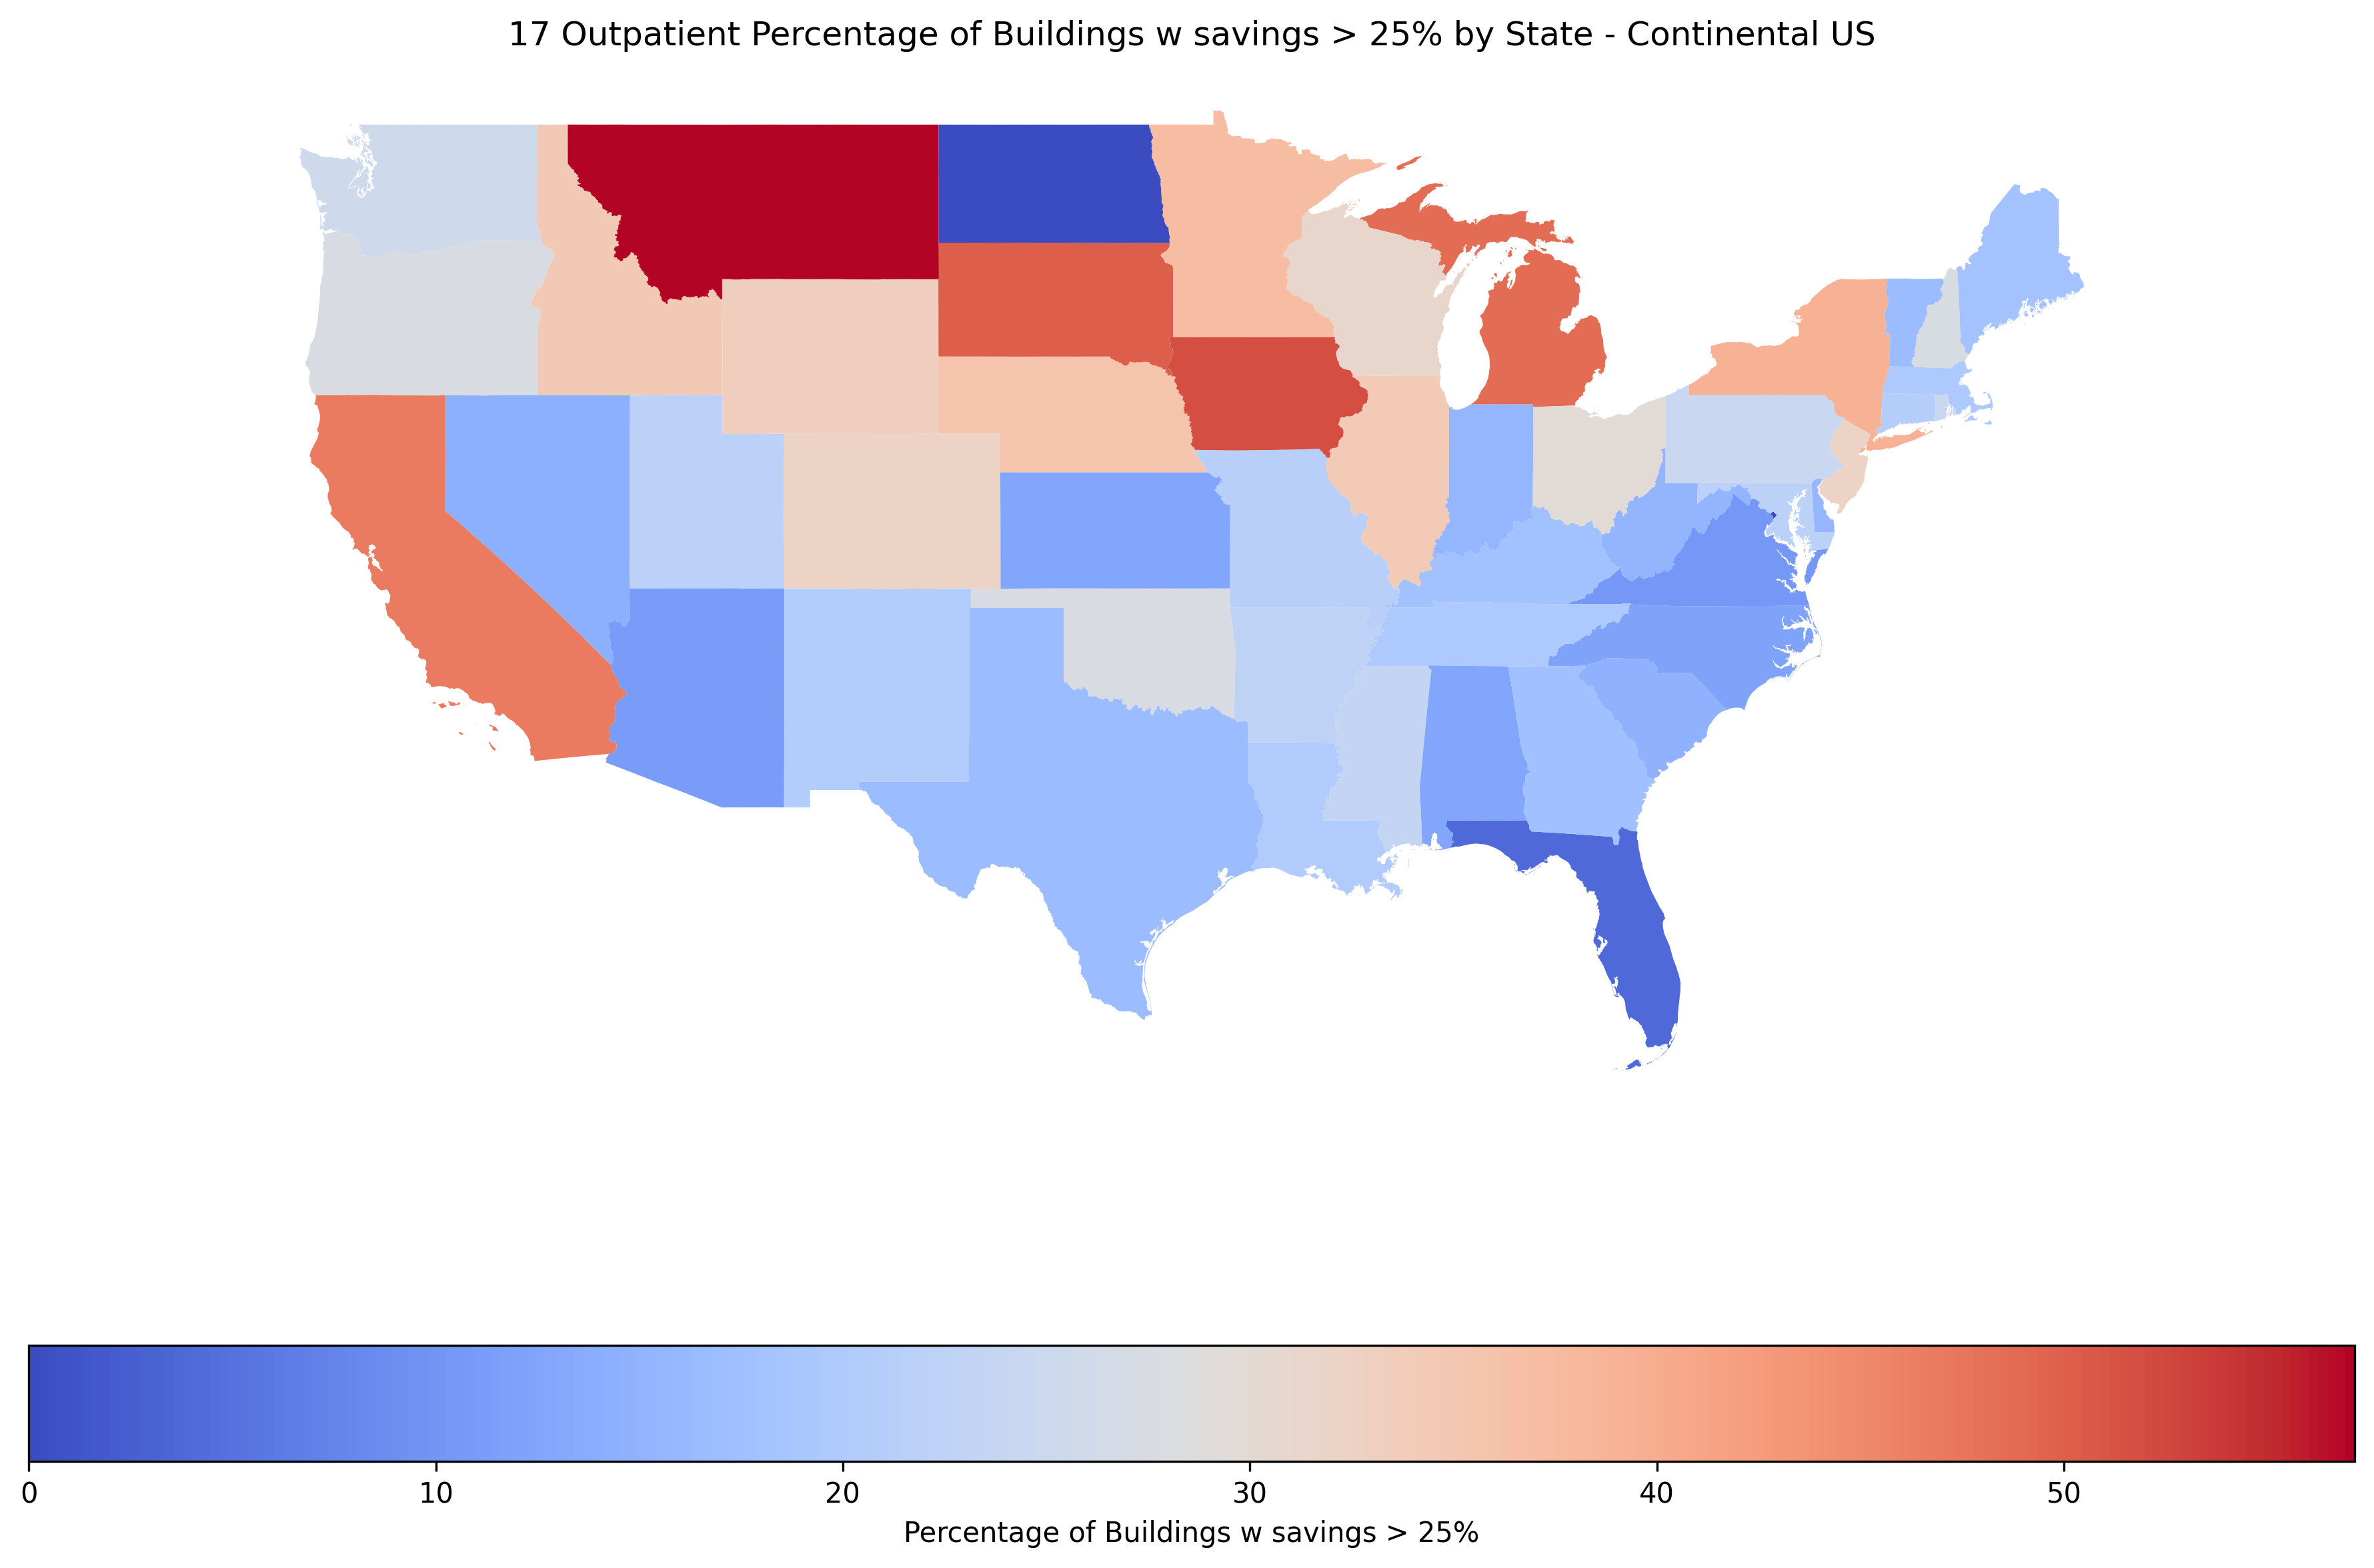 17 Outpatient Percentage of Buildings w savings > 25% by State - Continental US
0 10 20 30 40 50
Percentage of Buildings w savings > 25%